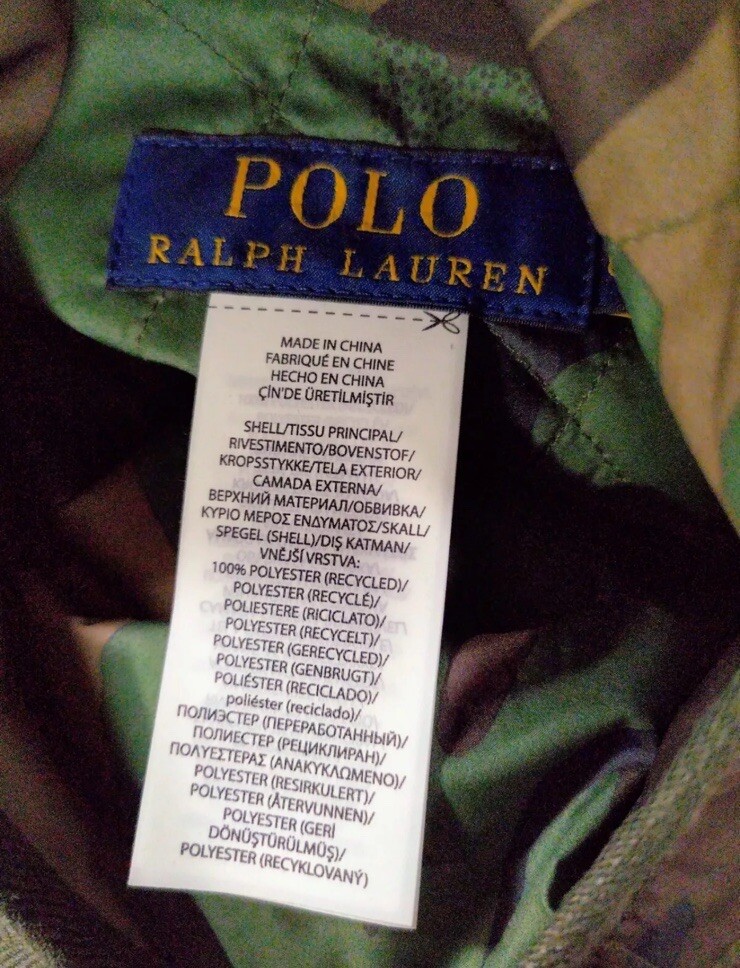 POLO
RALPH LAUREN
MADE IN CHINA
FABRIQUÉ EN CHINE
HECHO EN CHINA
ÇİN'DE ÜRETİLMİŞTİR
SHELL/TISSU PRINCIPAL/
RIVESTIMENTO/BOVENSTOF/
KROPSSTYKKE/TELA EXTERIOR/
CAMADA EXTERNA/
ВЕРХНИЙ МАТЕРИАЛ/ОБВИВКА/
ΚΥΡΙΟ ΜΕΡΟΣ ΕΝΔΥΜΑΤΟΣ/SKALL/
SPEGEL (SHELL)/DIŞ KATMAN/
VNĚJŠÍ VRSTVA:
100% POLYESTER (RECYCLED)/
POLYESTER (RECYCLÉ)/
POLIESTERE (RICICLATO)/
POLYESTER (RECYCELT)/
POLYESTER (GERECYCLED)/
POLYESTER (GENBRUGT)/
POLIÉSTER (RECICLADO)/
poliéster (reciclado)/
ПОЛИЭСТЕР (ПЕРЕРАБОТАННЫЙ)/
ПОЛИЕСТЕР (РЕЦИКЛИРАН)/
ΠΟΛΥΕΣΤΕΡΑΣ (ΑΝΑΚΥΚΛΩΜΕΝΟ)/
POLYESTER (RESIRKULERT)/
POLYESTER (ÅTERVUNNEN)/
POLYESTER (GERİ
DÖNÜŞTÜRÜLMÜŞ)/
POLYESTER (RECYKLOVANÝ)